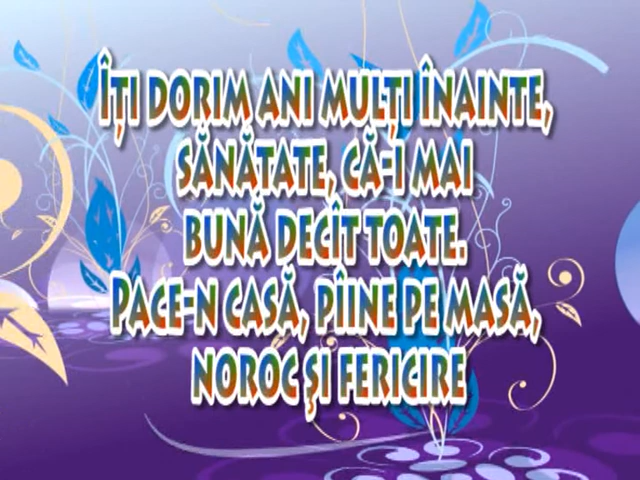 ÎȚI DORIM ANI MULȚI ÎNAINTE,
SĂNĂTATE, CĂ-I MAI
BUNĂ DECÎT TOATE.
PACE-N CASĂ, PÎINE PE MASĂ,
NOROC ȘI FERICIRE